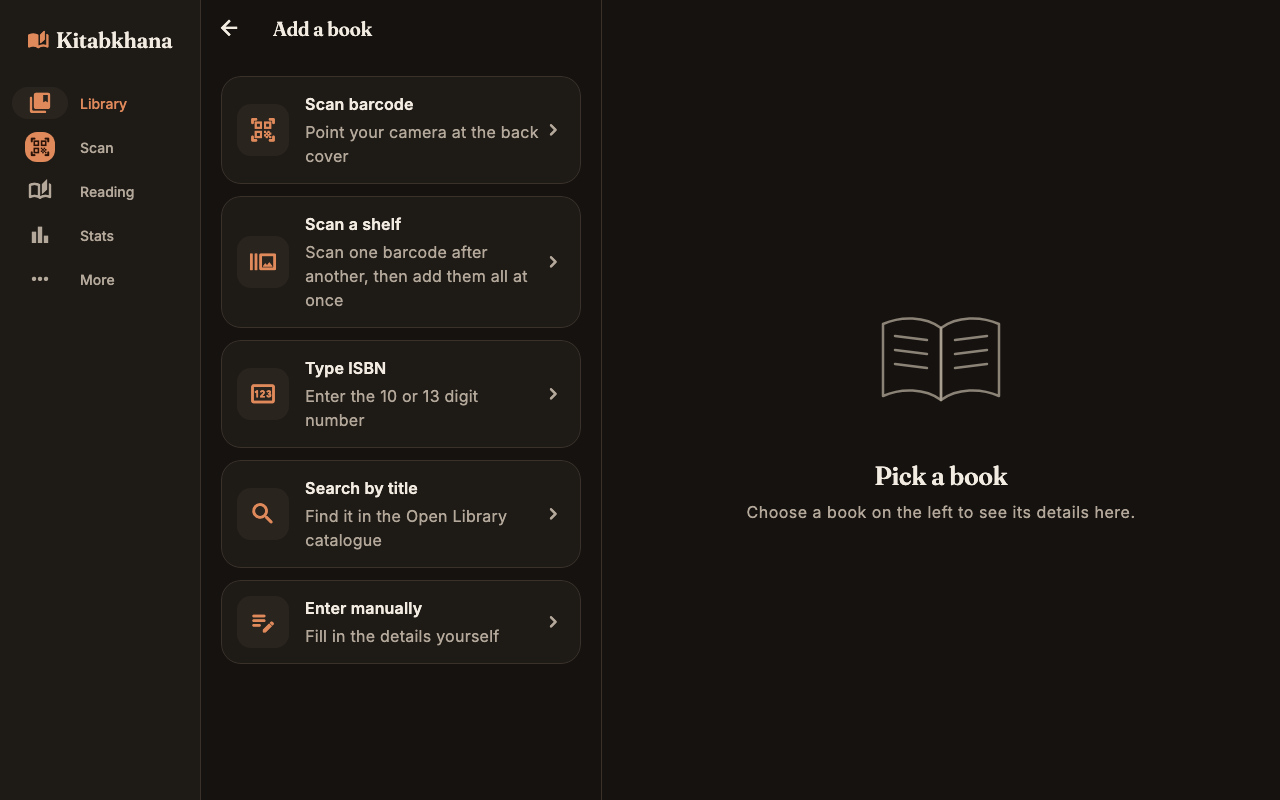 Kitabkhana
Library
Scan
Reading
Stats
More
Add a book
Scan barcode
Point your camera at the back
cover
Scan a shelf
Scan one barcode after
another, then add them all at
once
Type ISBN
123
Enter the 10 or 13 digit
number
Search by title
Find it in the Open Library
catalogue
Enter manually
Fill in the details yourself
Pick a book
Choose a book on the left to see its details here.